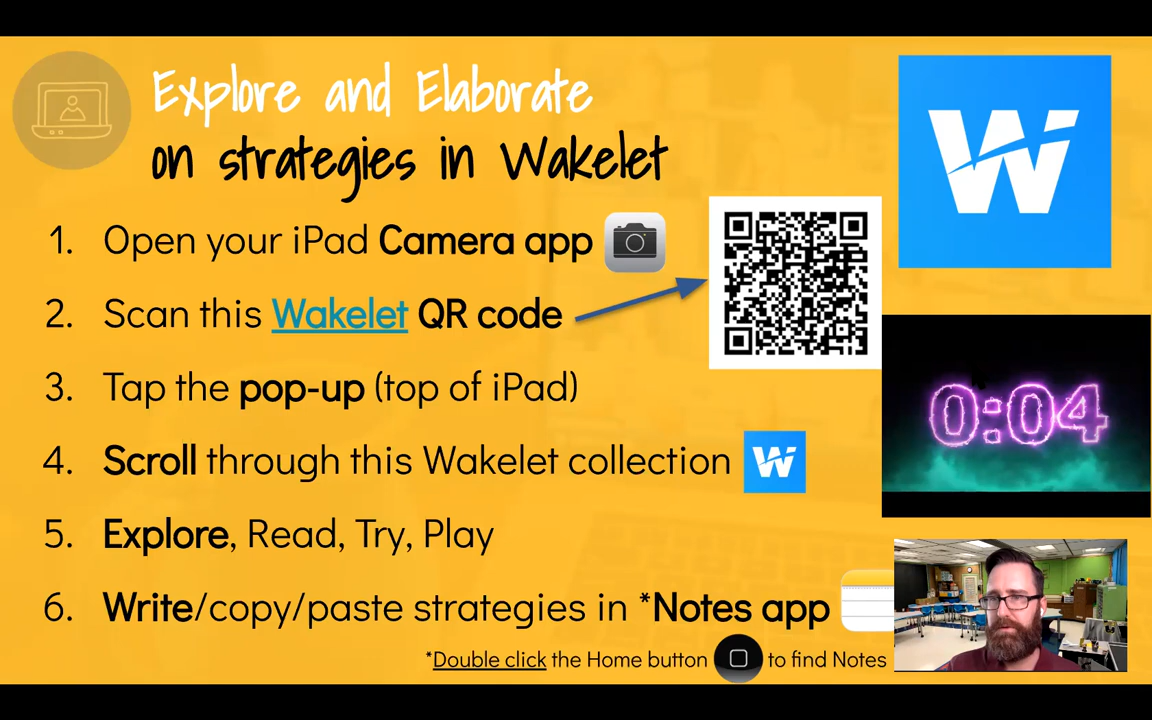 Explore and Elaborate
on strategies in Wakelet
1. Open your iPad Camera app
2. Scan this Wakelet QR code
3. Tap the pop-up (top of iPad)
4. Scroll through this Wakelet collection
5. Explore, Read, Try, Play
6. Write/copy/paste strategies in *Notes app
*Double click the Home button to find Notes
W
0:04
W